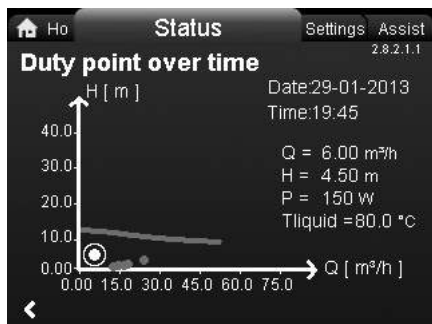 Ho Status Settings Assist
2.8.2.1.1
Duty point over time
H [ m ]
Date:29-01-2013
Time:19:45
40.0
30.0
20.0
10.0
0.00
Q = 6.00 m³/h
H = 4.50 m
P = 150 W
Tliquid =80.0 °C
Q [ m³/h ]
0.00 15.0 30.0 45.0 60.0 75.0